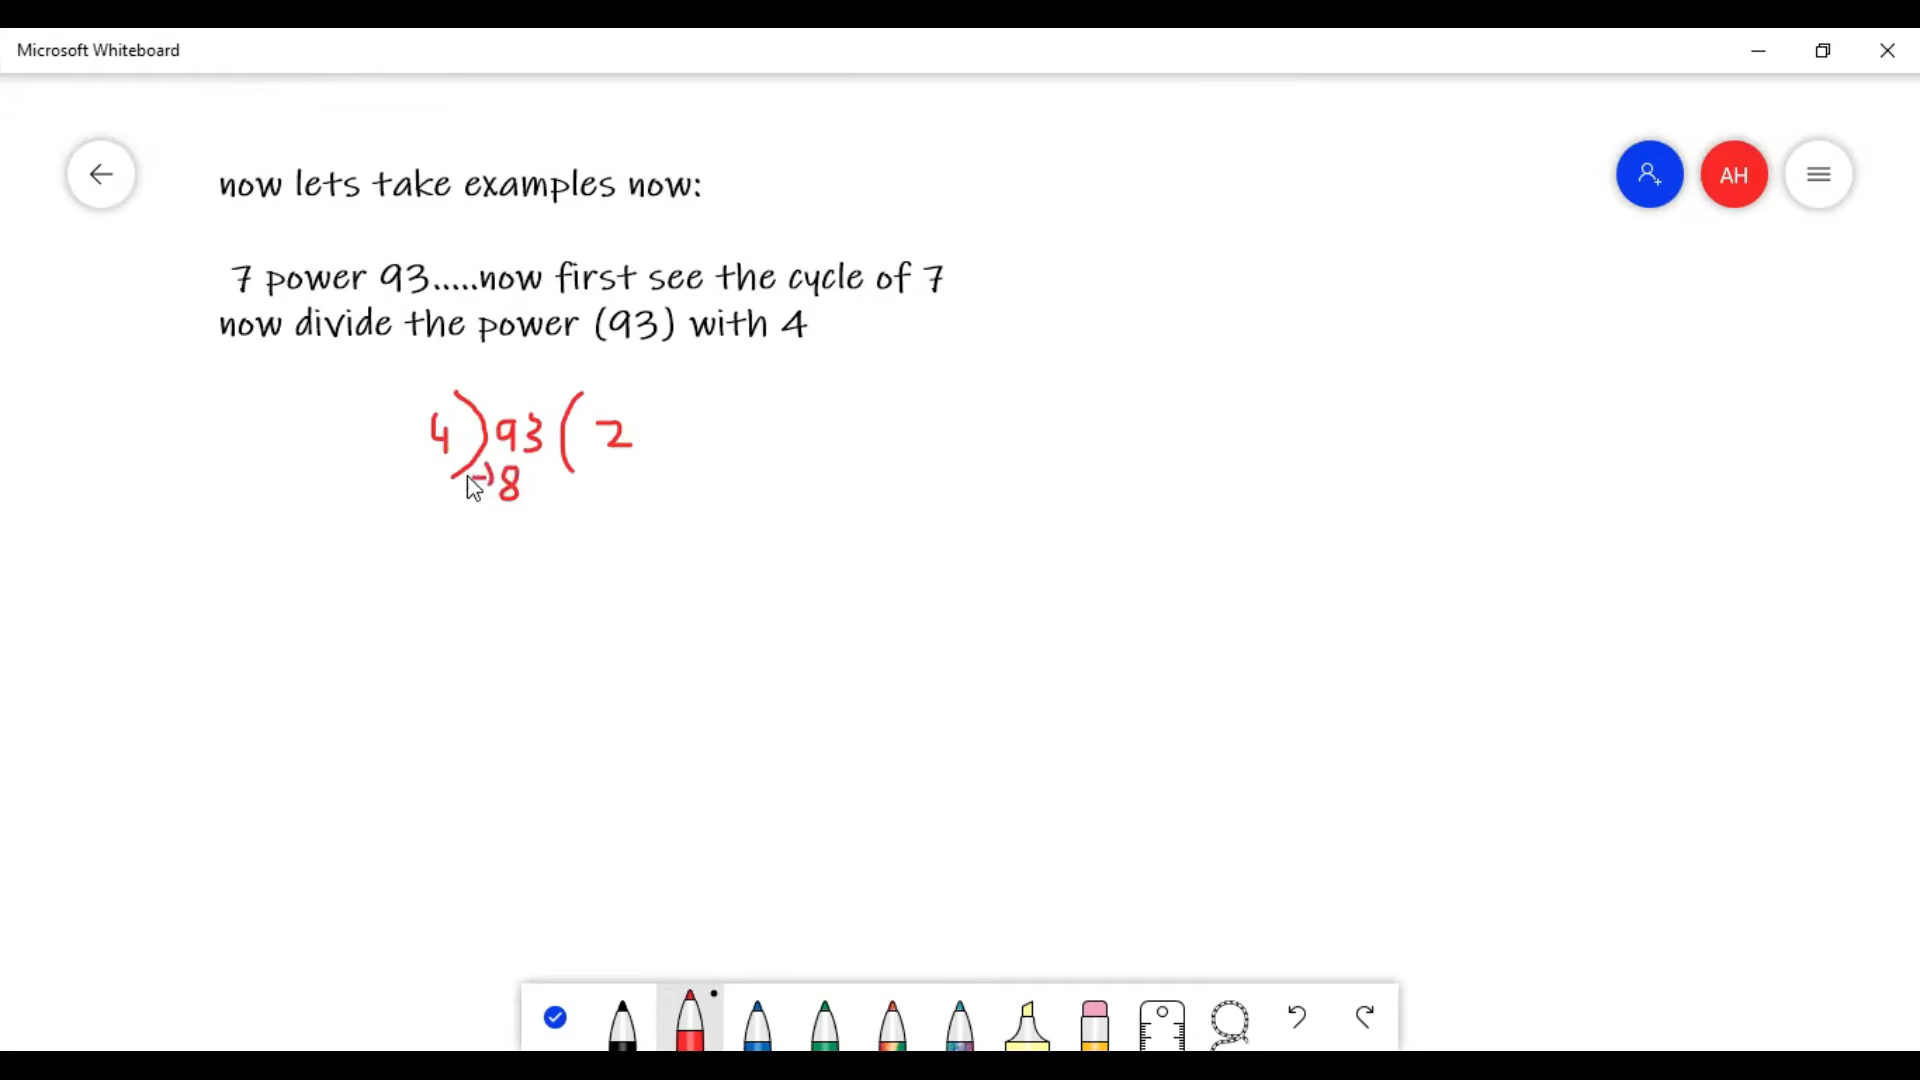 Microsoft Whiteboard
AH
now lets take examples now:
7 power 93.....now first see the cycle of 7
now divide the power (93) with 4
4)93(2
-)8